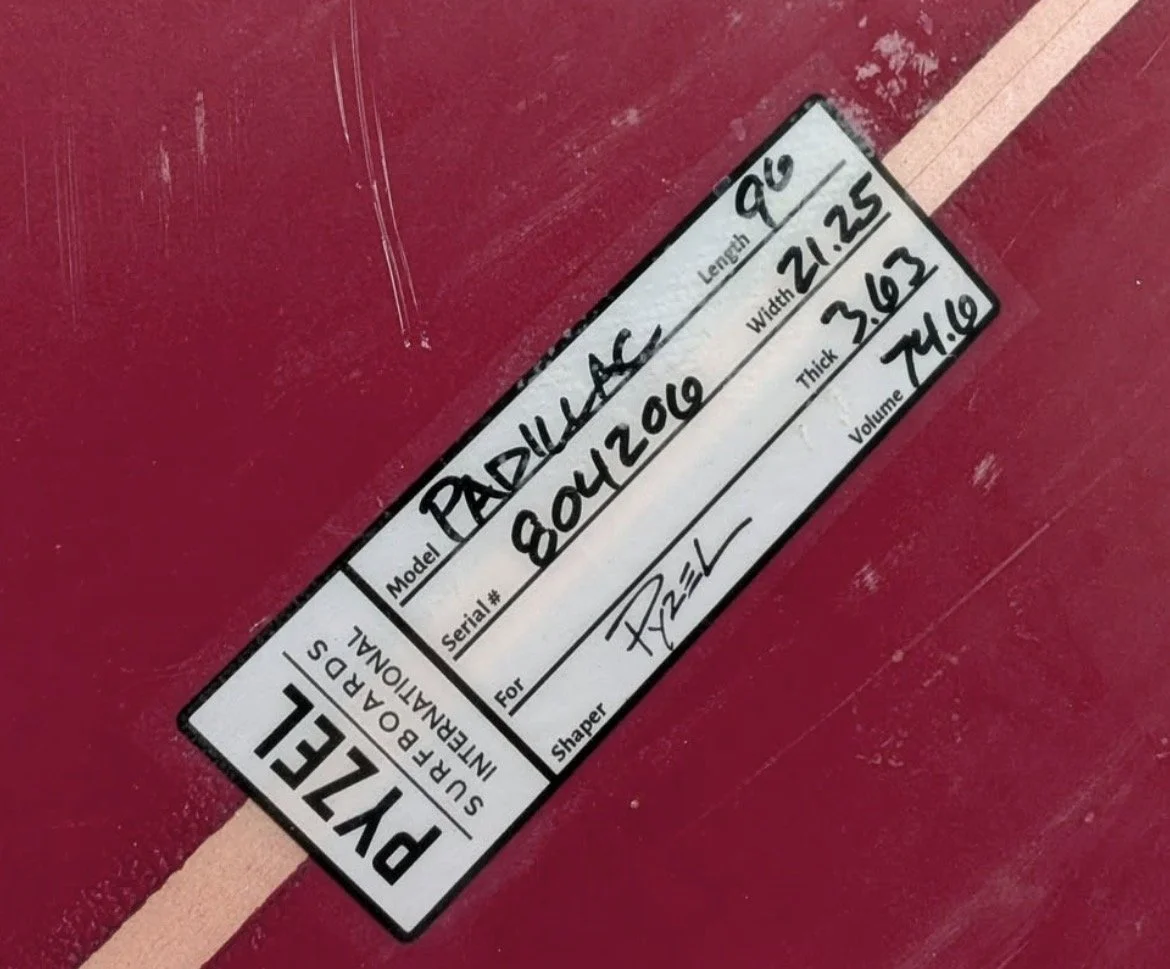 Model PADILLAC Length 96
Serial # 804206 Width 21.25
For Thick 3.63
Shaper PYZEL Volume 74.6
PYZEL
SURFBOARDS
INTERNATIONAL